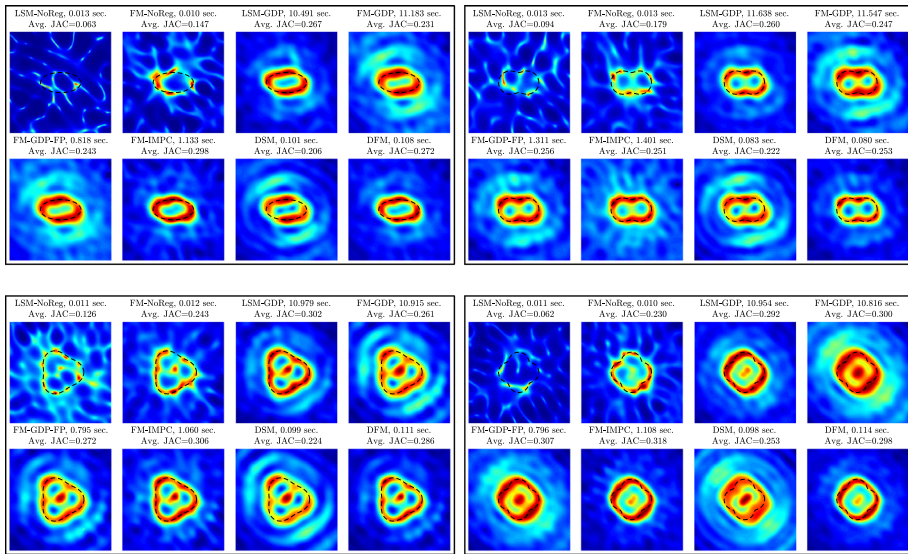 LSM-NoReg, 0.013 sec.
Avg. JAC=0.063
FM-NoReg, 0.010 sec.
Avg. JAC=0.147
LSM-GDP, 10.491 sec.
Avg. JAC=0.267
FM-GDP, 11.183 sec.
Avg. JAC=0.231
FM-GDP-FP, 0.818 sec.
Avg. JAC=0.243
FM-IMPC, 1.133 sec.
Avg. JAC=0.298
DSM, 0.101 sec.
Avg. JAC=0.206
DFM, 0.108 sec.
Avg. JAC=0.272
LSM-NoReg, 0.013 sec.
Avg. JAC=0.094
FM-NoReg, 0.013 sec.
Avg. JAC=0.179
LSM-GDP, 11.638 sec.
Avg. JAC=0.260
FM-GDP, 11.547 sec.
Avg. JAC=0.247
FM-GDP-FP, 1.311 sec.
Avg. JAC=0.256
FM-IMPC, 1.401 sec.
Avg. JAC=0.251
DSM, 0.083 sec.
Avg. JAC=0.222
DFM, 0.080 sec.
Avg. JAC=0.253
LSM-NoReg, 0.011 sec.
Avg. JAC=0.126
FM-NoReg, 0.012 sec.
Avg. JAC=0.243
LSM-GDP, 10.979 sec.
Avg. JAC=0.302
FM-GDP, 10.915 sec.
Avg. JAC=0.261
FM-GDP-FP, 0.795 sec.
Avg. JAC=0.272
FM-IMPC, 1.060 sec.
Avg. JAC=0.306
DSM, 0.099 sec.
Avg. JAC=0.224
DFM, 0.111 sec.
Avg. JAC=0.286
LSM-NoReg, 0.011 sec.
Avg. JAC=0.062
FM-NoReg, 0.010 sec.
Avg. JAC=0.230
LSM-GDP, 10.954 sec.
Avg. JAC=0.292
FM-GDP, 10.816 sec.
Avg. JAC=0.300
FM-GDP-FP, 0.796 sec.
Avg. JAC=0.307
FM-IMPC, 1.108 sec.
Avg. JAC=0.318
DSM, 0.098 sec.
Avg. JAC=0.253
DFM, 0.114 sec.
Avg. JAC=0.298